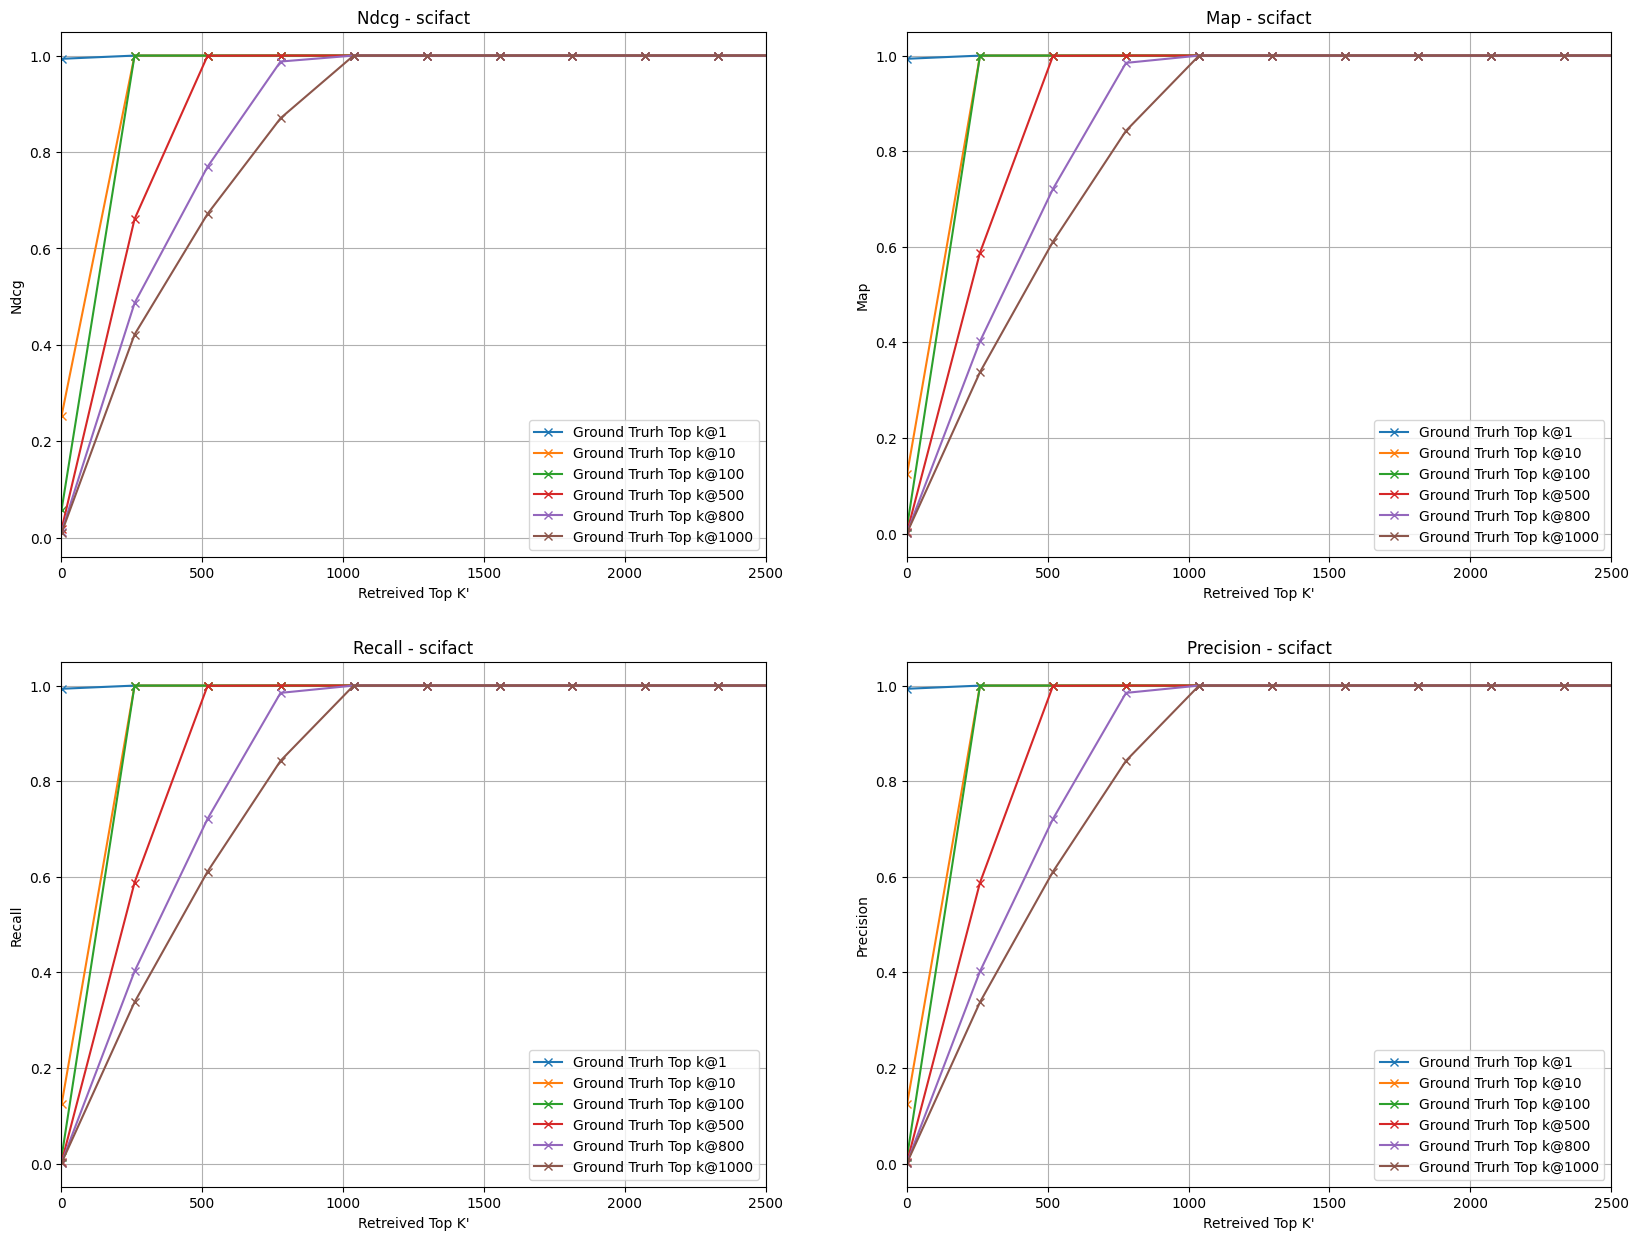 Ndcg - scifact
1.0
0.8
0.6
0.4
0.2
0.0
Ndcg
0 500 1000 1500 2000 2500
Retreived Top K'
Ground Trurh Top k@1
Ground Trurh Top k@10
Ground Trurh Top k@100
Ground Trurh Top k@500
Ground Trurh Top k@800
Ground Trurh Top k@1000
Map - scifact
1.0
0.8
0.6
0.4
0.2
0.0
Map
0 500 1000 1500 2000 2500
Retreived Top K'
Ground Trurh Top k@1
Ground Trurh Top k@10
Ground Trurh Top k@100
Ground Trurh Top k@500
Ground Trurh Top k@800
Ground Trurh Top k@1000
Recall - scifact
1.0
0.8
0.6
0.4
0.2
0.0
Recall
0 500 1000 1500 2000 2500
Retreived Top K'
Ground Trurh Top k@1
Ground Trurh Top k@10
Ground Trurh Top k@100
Ground Trurh Top k@500
Ground Trurh Top k@800
Ground Trurh Top k@1000
Precision - scifact
1.0
0.8
0.6
0.4
0.2
0.0
Precision
0 500 1000 1500 2000 2500
Retreived Top K'
Ground Trurh Top k@1
Ground Trurh Top k@10
Ground Trurh Top k@100
Ground Trurh Top k@500
Ground Trurh Top k@800
Ground Trurh Top k@1000